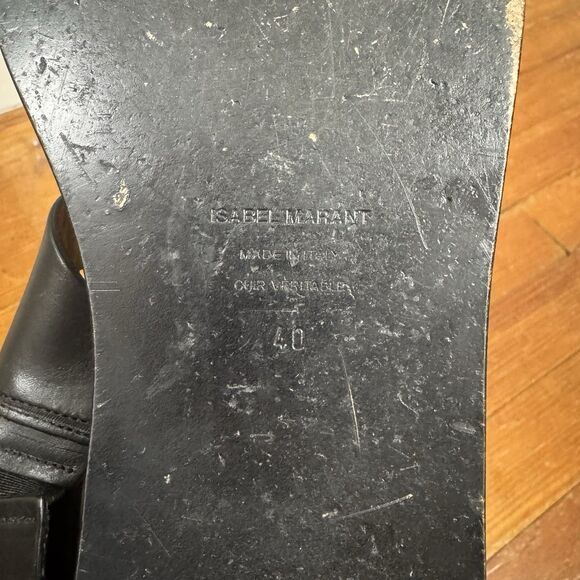 ISABEL MARANT
MADE IN ITALY
CUIR VERITABLE
40